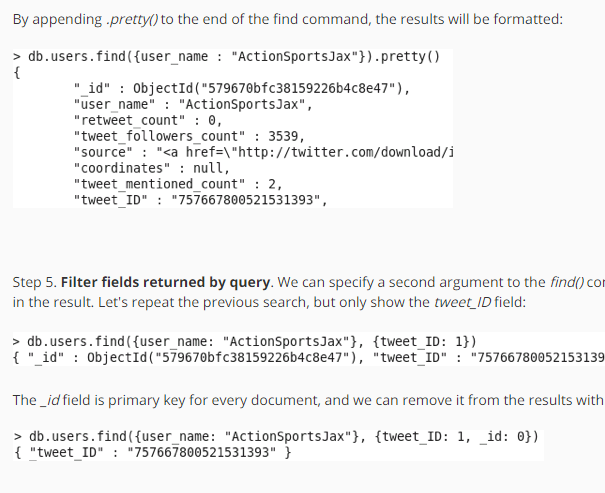 By appending .pretty() to the end of the find command, the results will be formatted:
> db.users.find({user_name : "ActionSportsJax"}).pretty()
{
"_id" : ObjectId("579670bfc38159226b4c8e47"),
"user_name" : "ActionSportsJax",
"retweet_count" : 0,
"tweet_followers_count" : 3539,
"source" : "<a href=\"http://twitter.com/download/i
"coordinates" : null,
"tweet_mentioned_count" : 2,
"tweet_ID" : "757667800521531393",
Step 5. Filter fields returned by query. We can specify a second argument to the find() co
in the result. Let's repeat the previous search, but only show the tweet_ID field:
> db.users.find({user_name: "ActionSportsJax"}, {tweet_ID: 1})
{ "_id" : ObjectId("579670bfc38159226b4c8e47"), "tweet_ID" : "75766780052153139
The _id field is primary key for every document, and we can remove it from the results with
> db.users.find({user_name: "ActionSportsJax"}, {tweet_ID: 1, _id: 0})
{ "tweet_ID" : "757667800521531393" }